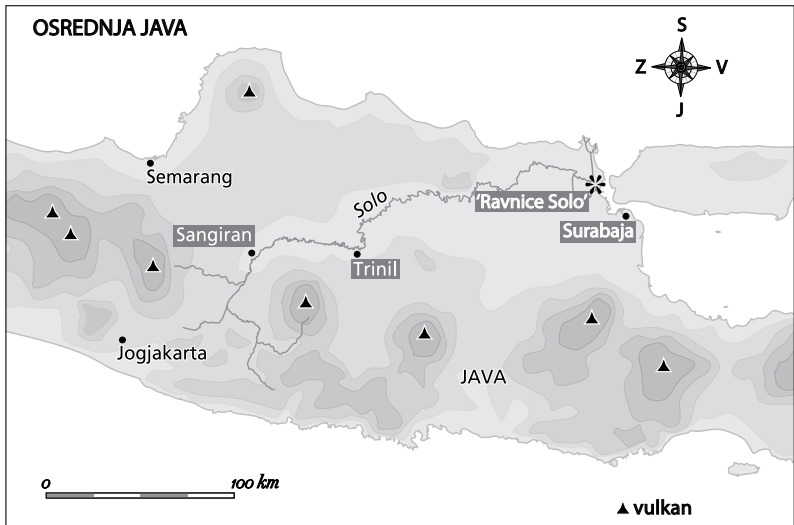 OSREDNJA JAVA
S
Z V
J
Semarang
Solo
'Ravnice Solo'
Sangiran
Surabaja
Trinil
Jogjakarta
JAVA
0 100 km
vulkan